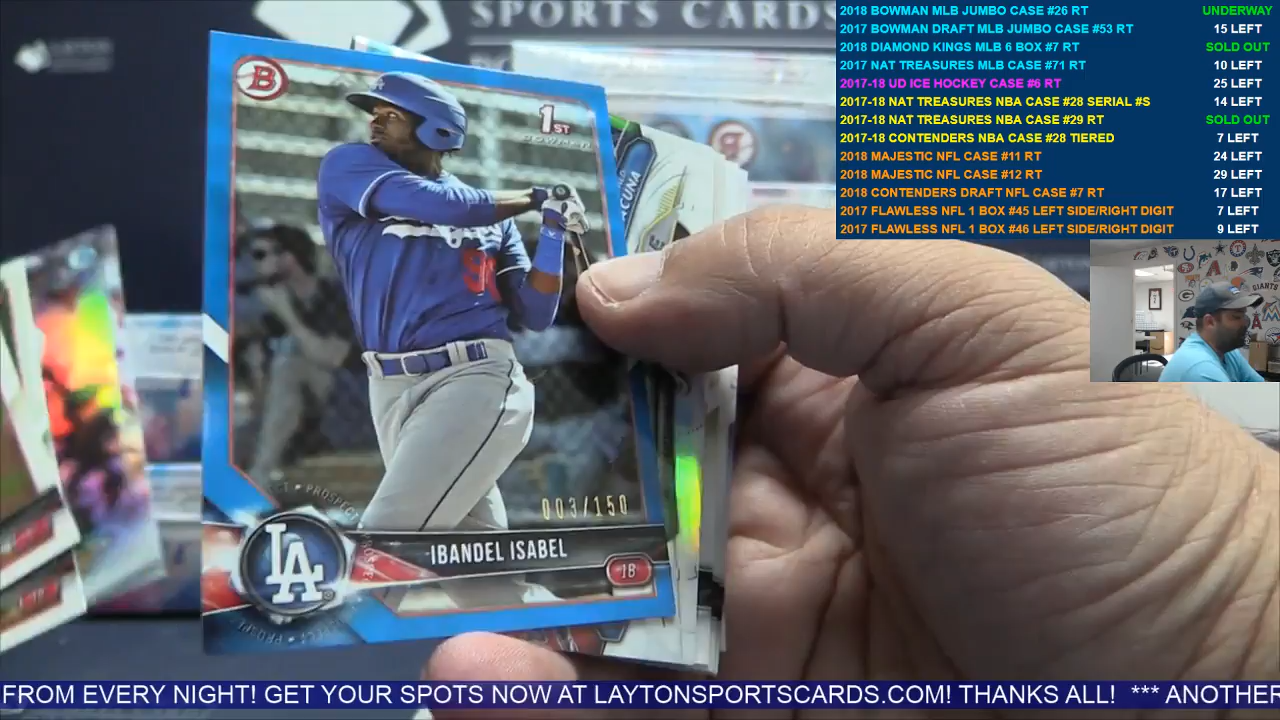 SPORTS CARDS
2018 BOWMAN MLB JUMBO CASE #26 RT UNDERWAY
2017 BOWMAN DRAFT MLB JUMBO CASE #53 RT 15 LEFT
2018 DIAMOND KINGS MLB 6 BOX #7 RT SOLD OUT
2017 NAT TREASURES MLB CASE #71 RT 10 LEFT
2017-18 UD ICE HOCKEY CASE #6 RT 25 LEFT
2017-18 NAT TREASURES NBA CASE #28 SERIAL #S 14 LEFT
2017-18 NAT TREASURES NBA CASE #29 RT SOLD OUT
2017-18 CONTENDERS NBA CASE #28 TIERED 7 LEFT
2018 MAJESTIC NFL CASE #11 RT 24 LEFT
2018 MAJESTIC NFL CASE #12 RT 29 LEFT
2018 CONTENDERS DRAFT NFL CASE #7 RT 17 LEFT
2017 FLAWLESS NFL 1 BOX #45 LEFT SIDE/RIGHT DIGIT 7 LEFT
2017 FLAWLESS NFL 1 BOX #46 LEFT SIDE/RIGHT DIGIT 9 LEFT
B
1ST
BOWMAN
ACUNA
003/150
PROSPECT
IBANDEL ISABEL
1B
LA
FROM EVERY NIGHT! GET YOUR SPOTS NOW AT LAYTONSPORTSCARDS.COM! THANKS ALL! *** ANOTHER